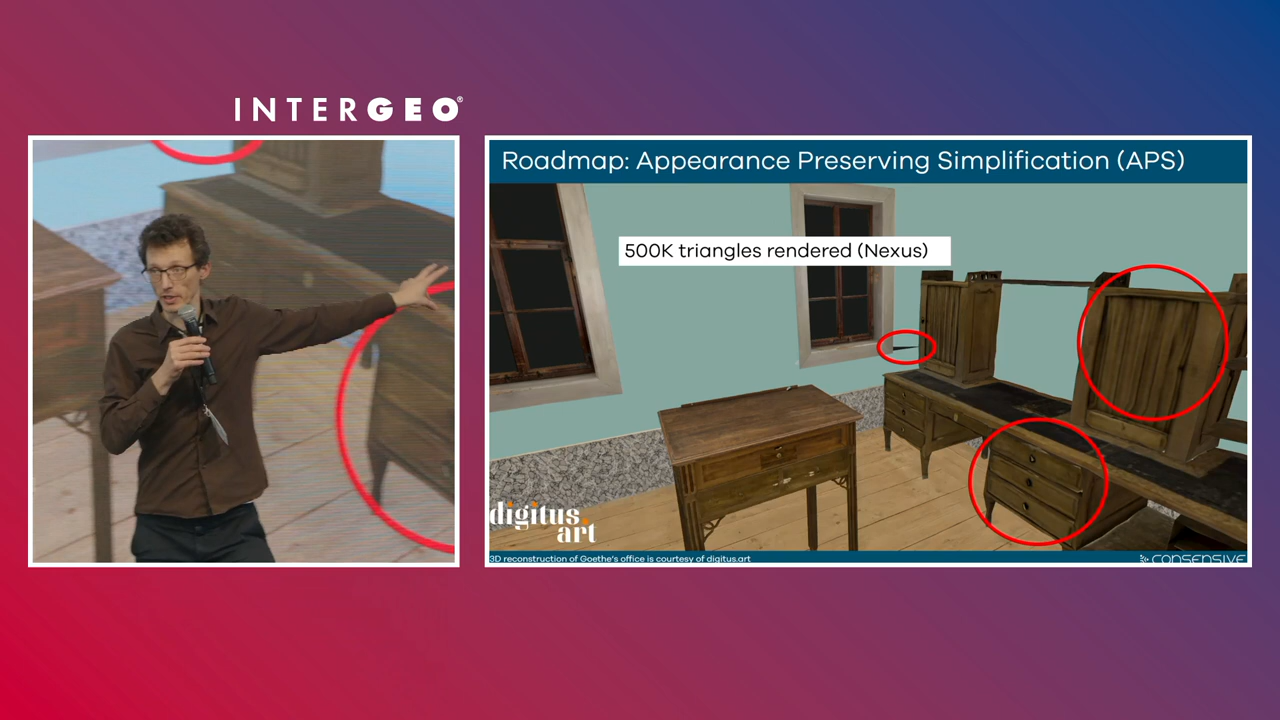 INTERGEO®
Roadmap: Appearance Preserving Simplification (APS)
500K triangles rendered (Nexus)
digitus.
art
3D reconstruction of Goethe's office is courtesy of digitus.art
CONSENSIVE